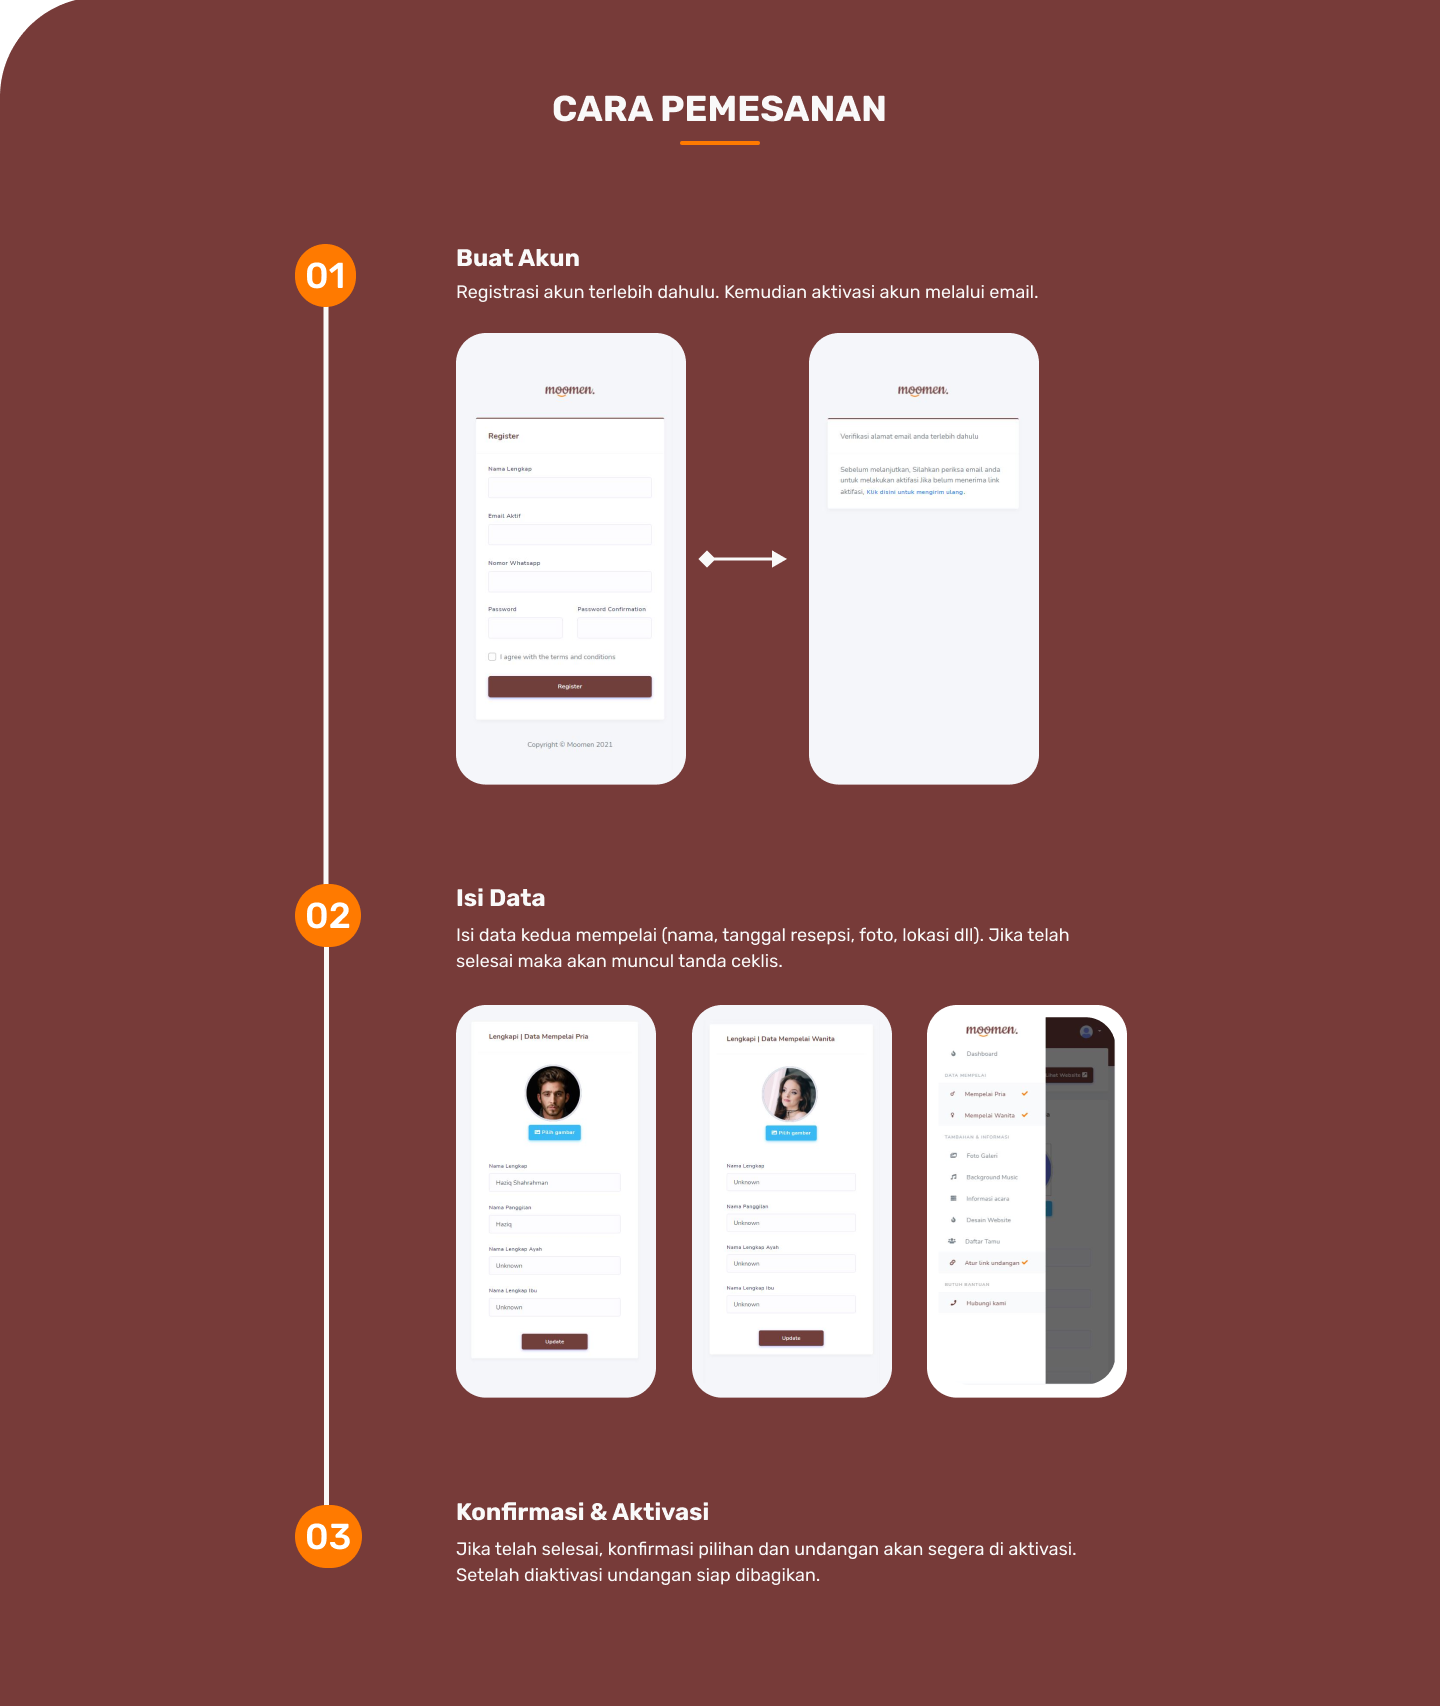 CARA PEMESANAN
01
Buat Akun
Registrasi akun terlebih dahulu. Kemudian aktivasi akun melalui email.
moomen.
Register
Nama Lengkap
Email Aktif
Nomor Whatsapp
Password
Password Confirmation
I agree with the terms and conditions
Register
Copyright © Moomen 2021
moomen.
Verifikasi alamat email anda terlebih dahulu
Sebelum melanjutkan, Silahkan periksa email anda
untuk melakukan aktifasi Jika belum menerima link
aktifasi, Klik disini untuk mengirim ulang.
02
Isi Data
Isi data kedua mempelai (nama, tanggal resepsi, foto, lokasi dll). Jika telah
selesai maka akan muncul tanda ceklis.
Lengkapi | Data Mempelai Pria
Pilih gambar
Nama Lengkap
Haziq Shahrahman
Nama Panggilan
Haziq
Nama Lengkap Ayah
Unknown
Nama Lengkap Ibu
Unknown
Update
Lengkapi | Data Mempelai Wanita
Pilih gambar
Nama Lengkap
Unknown
Nama Panggilan
Unknown
Nama Lengkap Ayah
Unknown
Nama Lengkap Ibu
Unknown
Update
moomen.
Dashboard
DATA MEMPELAI
Lihat Website
Mempelai Pria
Mempelai Wanita
TAMBAHAN & INFORMASI
Foto Galeri
Background Music
Informasi acara
Desain Website
Daftar Tamu
Atur link undangan
BUTUH BANTUAN
Hubungi kami
03
Konfirmasi & Aktivasi
Jika telah selesai, konfirmasi pilihan dan undangan akan segera di aktivasi.
Setelah diaktivasi undangan siap dibagikan.